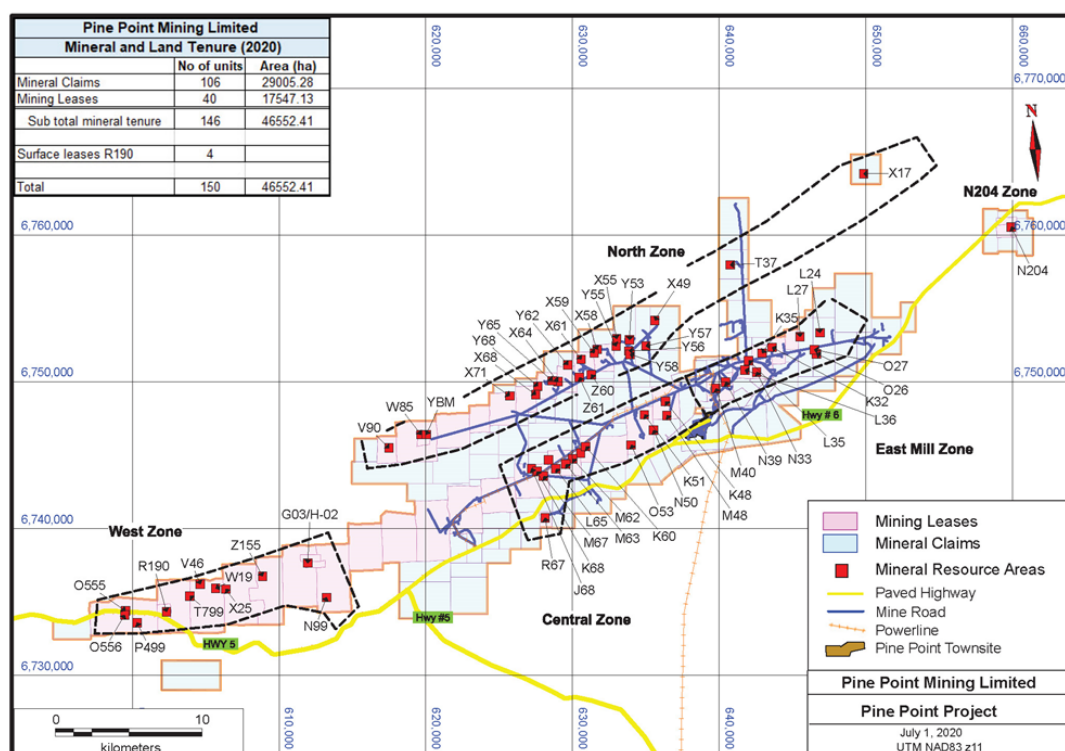 Pine Point Mining Limited
Mineral and Land Tenure (2020)
No of units Area (ha)
Mineral Claims 106 29005.28
Mining Leases 40 17547.13
Sub total mineral tenure 146 46552.41
Surface leases R190 4
Total 150 46552.41
620,000
630,000
640,000
650,000
660,000
6,770,000
N
X17
N204 Zone
6,760,000
6,760,000
North Zone
N204
T37
L24
L27
X55
Y53
X49
X59
Y55
Y62
X58
Y65
X61
K35
Y57
Y68
X64
Y56
X68
Y58
X71
6,750,000
6,750,000
O27
O26
Z60
Z61
K32
W85
YBM
L36
V90
Hwy # 6
L35
East Mill Zone
N33
N39
M40
K51
K48
N50
M48
O53
K60
M62
L65
M63
M67
K68
R67
J68
6,740,000
6,740,000
G03/H-02
West Zone
Z155
V46
R190
W19
O555
X25
T799
N99
O556
P499
HWY 5
Hwy #5
Central Zone
6,730,000
6,730,000
0 10
kilometers
610,000
620,000
630,000
640,000
Mining Leases
Mineral Claims
Mineral Resource Areas
Paved Highway
Mine Road
Powerline
Pine Point Townsite
Pine Point Mining Limited
Pine Point Project
July 1, 2020
UTM NAD83 z11